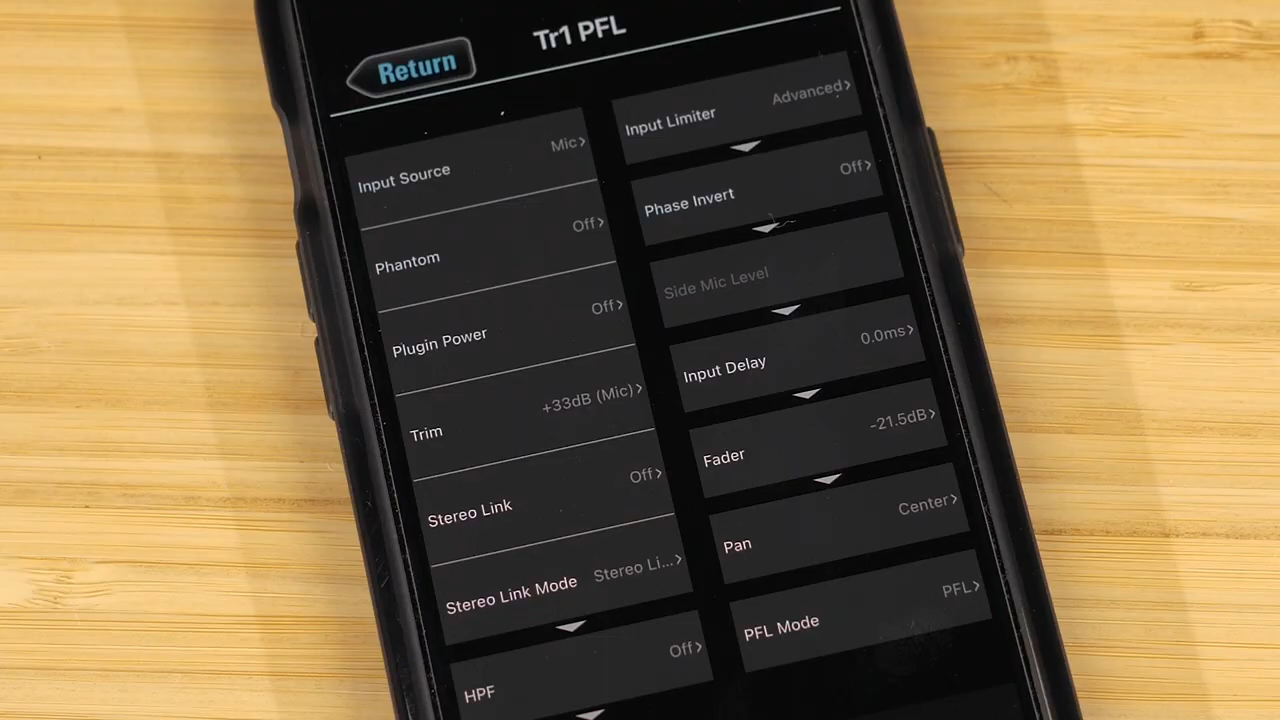 Tr1 PFL
Return
Input Source Mic
Phantom Off
Plugin Power Off
Trim +33dB (Mic)
Stereo Link Off
Stereo Link Mode Stereo Li...
HPF Off
Input Limiter Advanced
Phase Invert Off
Side Mic Level
Input Delay 0.0ms
Fader -21.5dB
Pan Center
PFL Mode PFL